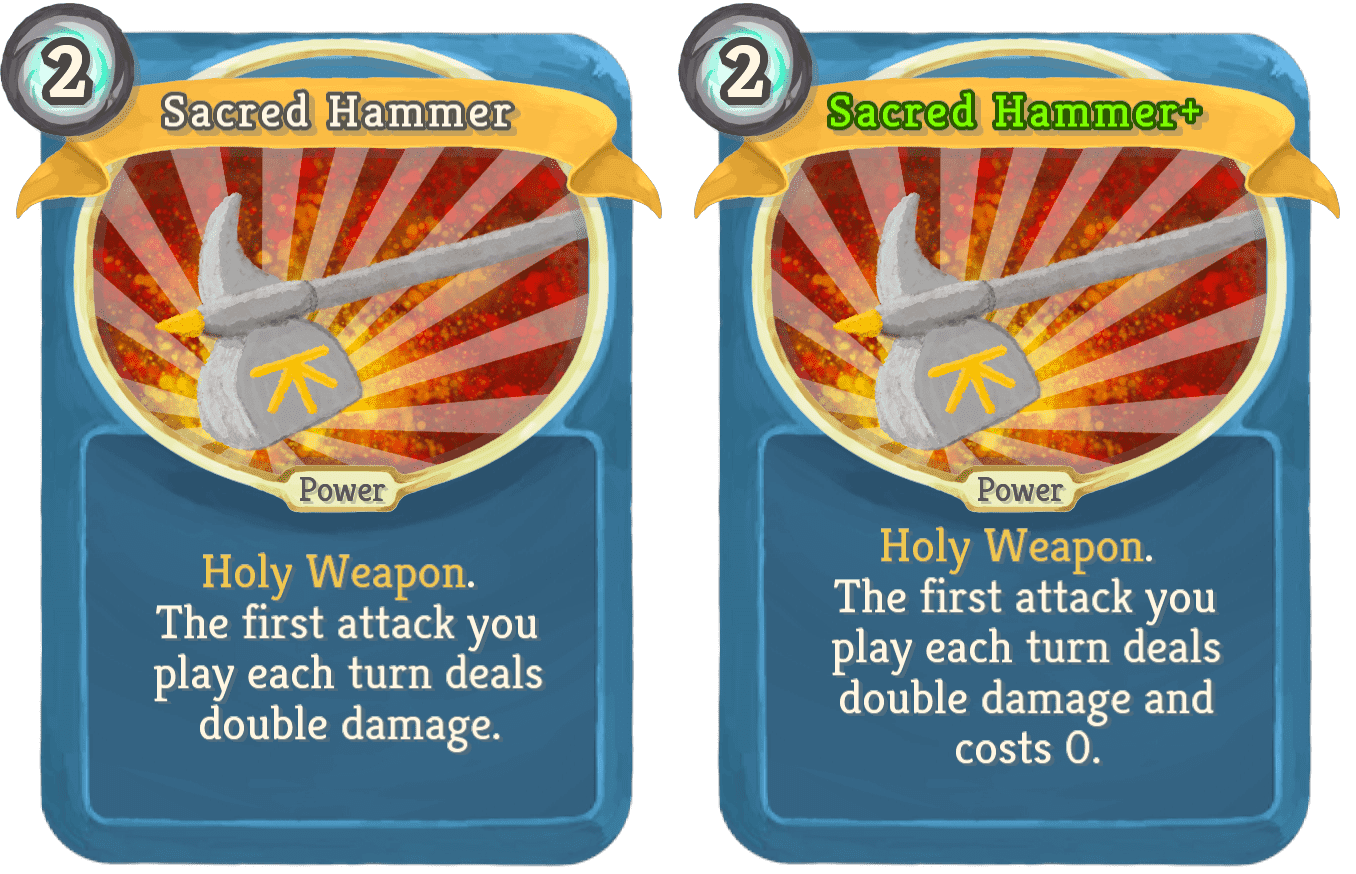 2
Sacred Hammer
Power
Holy Weapon.
The first attack you
play each turn deals
double damage.
2
Sacred Hammer+
Power
Holy Weapon.
The first attack you
play each turn deals
double damage and
costs 0.